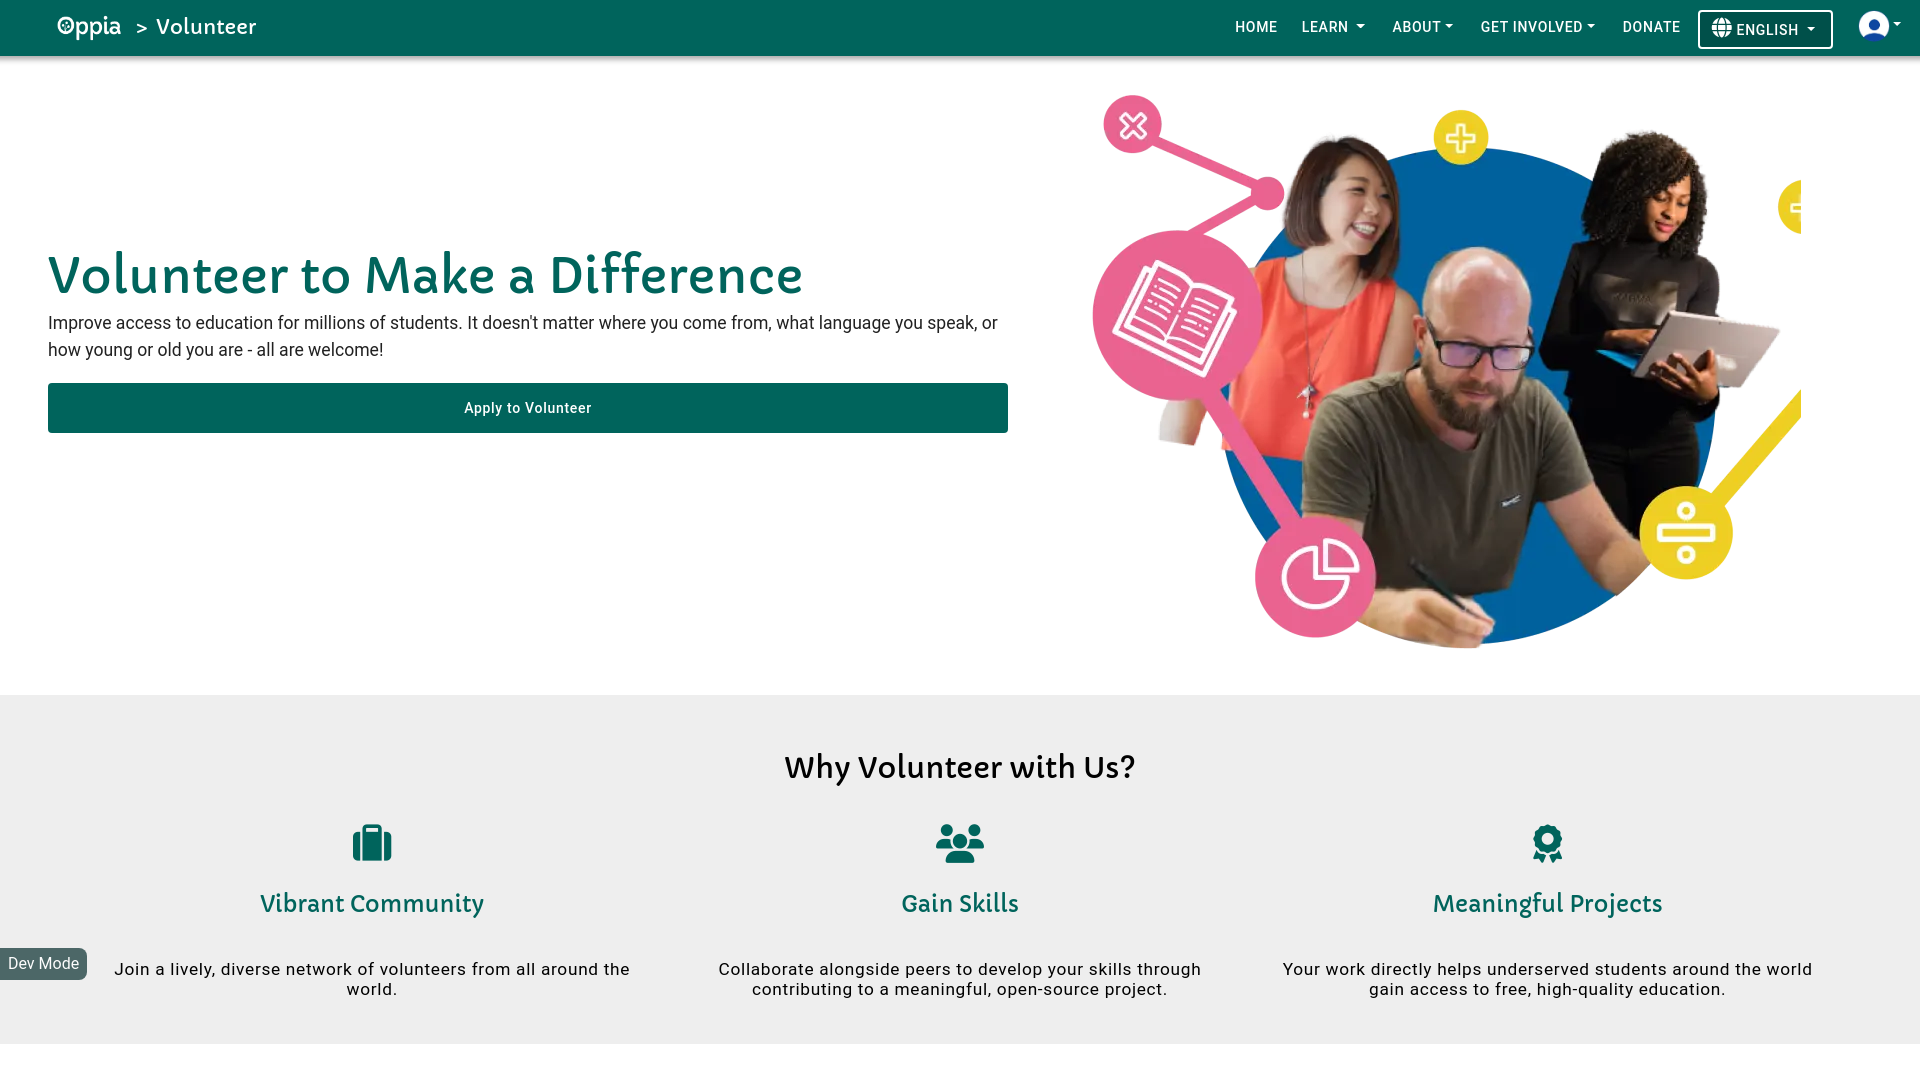 Oppia > Volunteer
HOME LEARN ABOUT GET INVOLVED DONATE ENGLISH
Volunteer to Make a Difference
Improve access to education for millions of students. It doesn't matter where you come from, what language you speak, or
how young or old you are - all are welcome!
Apply to Volunteer
Why Volunteer with Us?
Vibrant Community
Join a lively, diverse network of volunteers from all around the
world.
Gain Skills
Collaborate alongside peers to develop your skills through
contributing to a meaningful, open-source project.
Meaningful Projects
Your work directly helps underserved students around the world
gain access to free, high-quality education.
Dev Mode